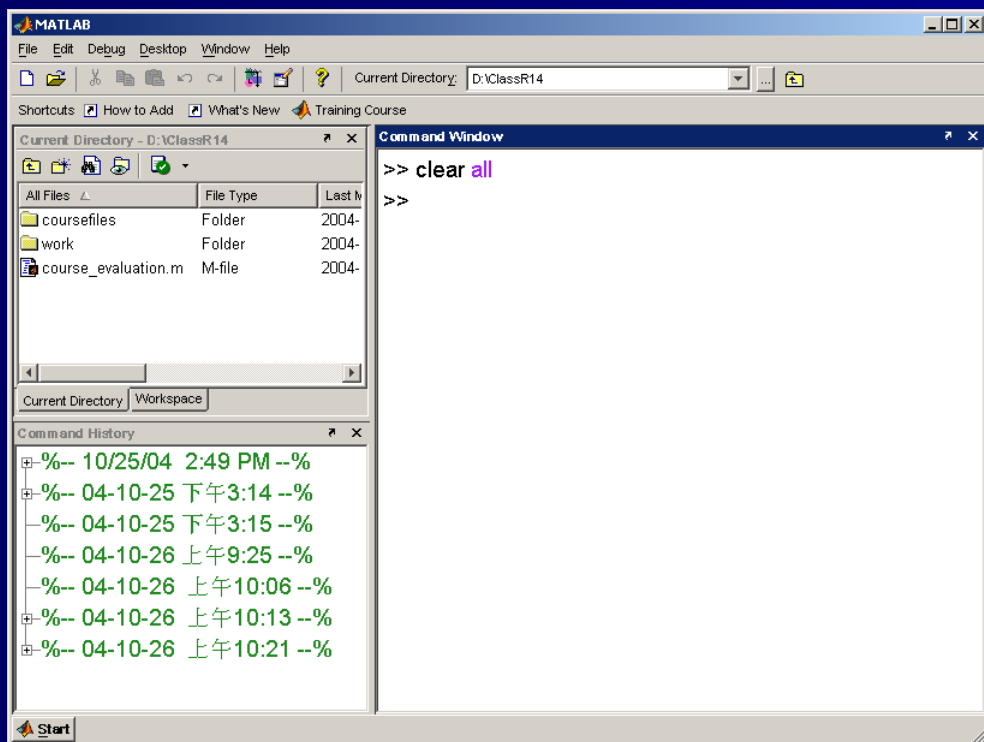 MATLAB
File Edit Debug Desktop Window Help
Current Directory: D:\ClassR14 ...
Shortcuts How to Add What's New Training Course
Current Directory - D:\ClassR14
All Files File Type Last M
coursefiles Folder 2004-
work Folder 2004-
course_evaluation.m M-file 2004-
Current Directory Workspace
Command History
%-- 10/25/04 2:49 PM --%
%-- 04-10-25 下午3:14 --%
%-- 04-10-25 下午3:15 --%
%-- 04-10-26 上午9:25 --%
%-- 04-10-26 上午10:06 --%
%-- 04-10-26 上午10:13 --%
%-- 04-10-26 上午10:21 --%
Command Window
>> clear all
>>
Start